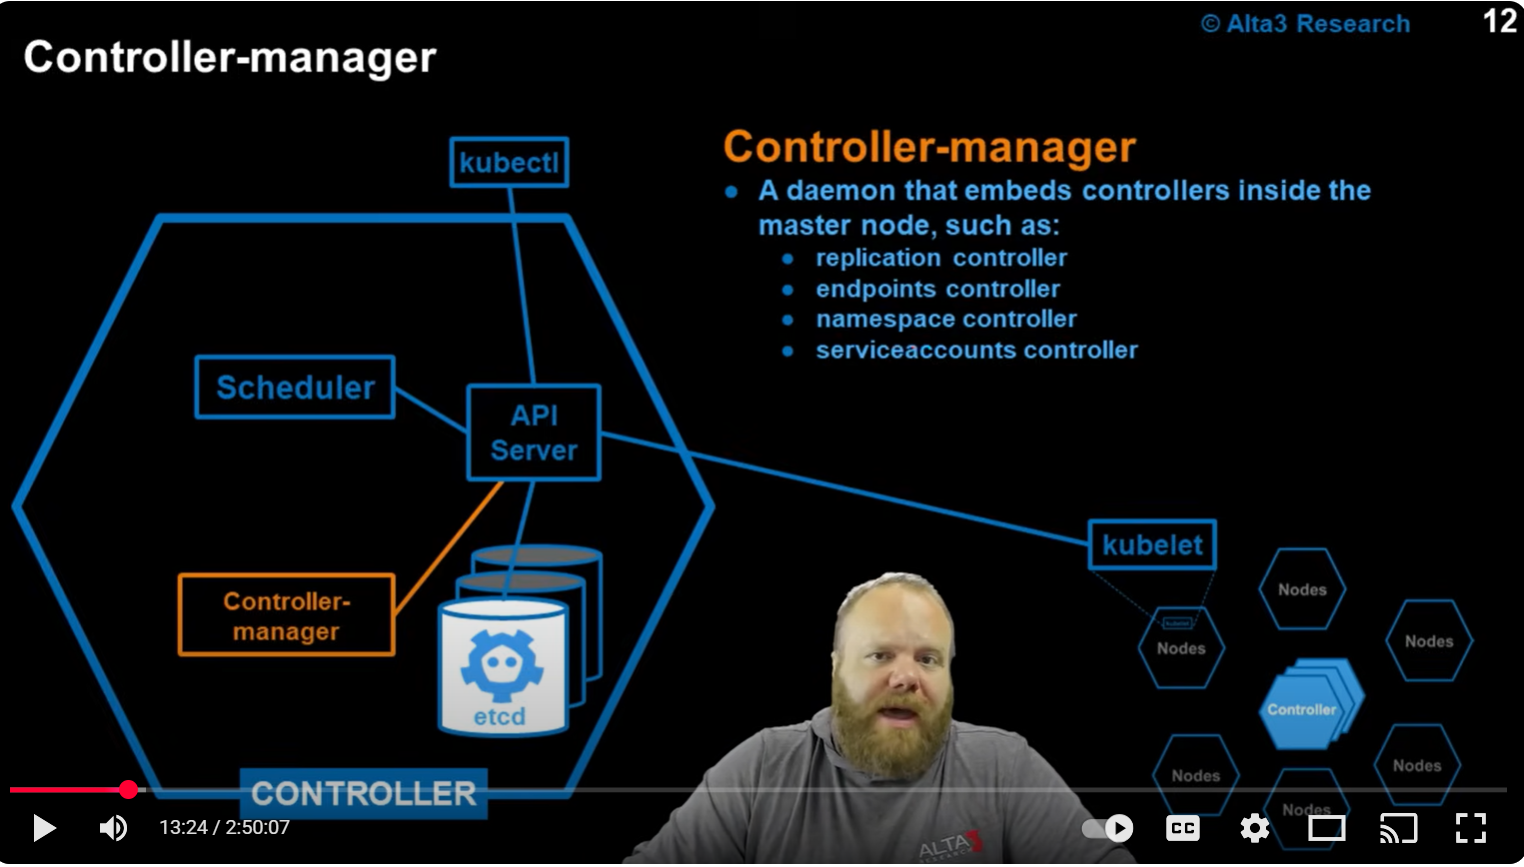 © Alta3 Research
12
Controller-manager
kubectl
Controller-manager
● A daemon that embeds controllers inside the
master node, such as:
● replication controller
● endpoints controller
● namespace controller
● serviceaccounts controller
Scheduler
API
Server
kubelet
Controller-
manager
etcd
kubelet
Nodes
Nodes
Nodes
Controller
Nodes
Nodes
Nodes
CONTROLLER
13:24 / 2:50:07
CC
ALTA3
RESEARCH